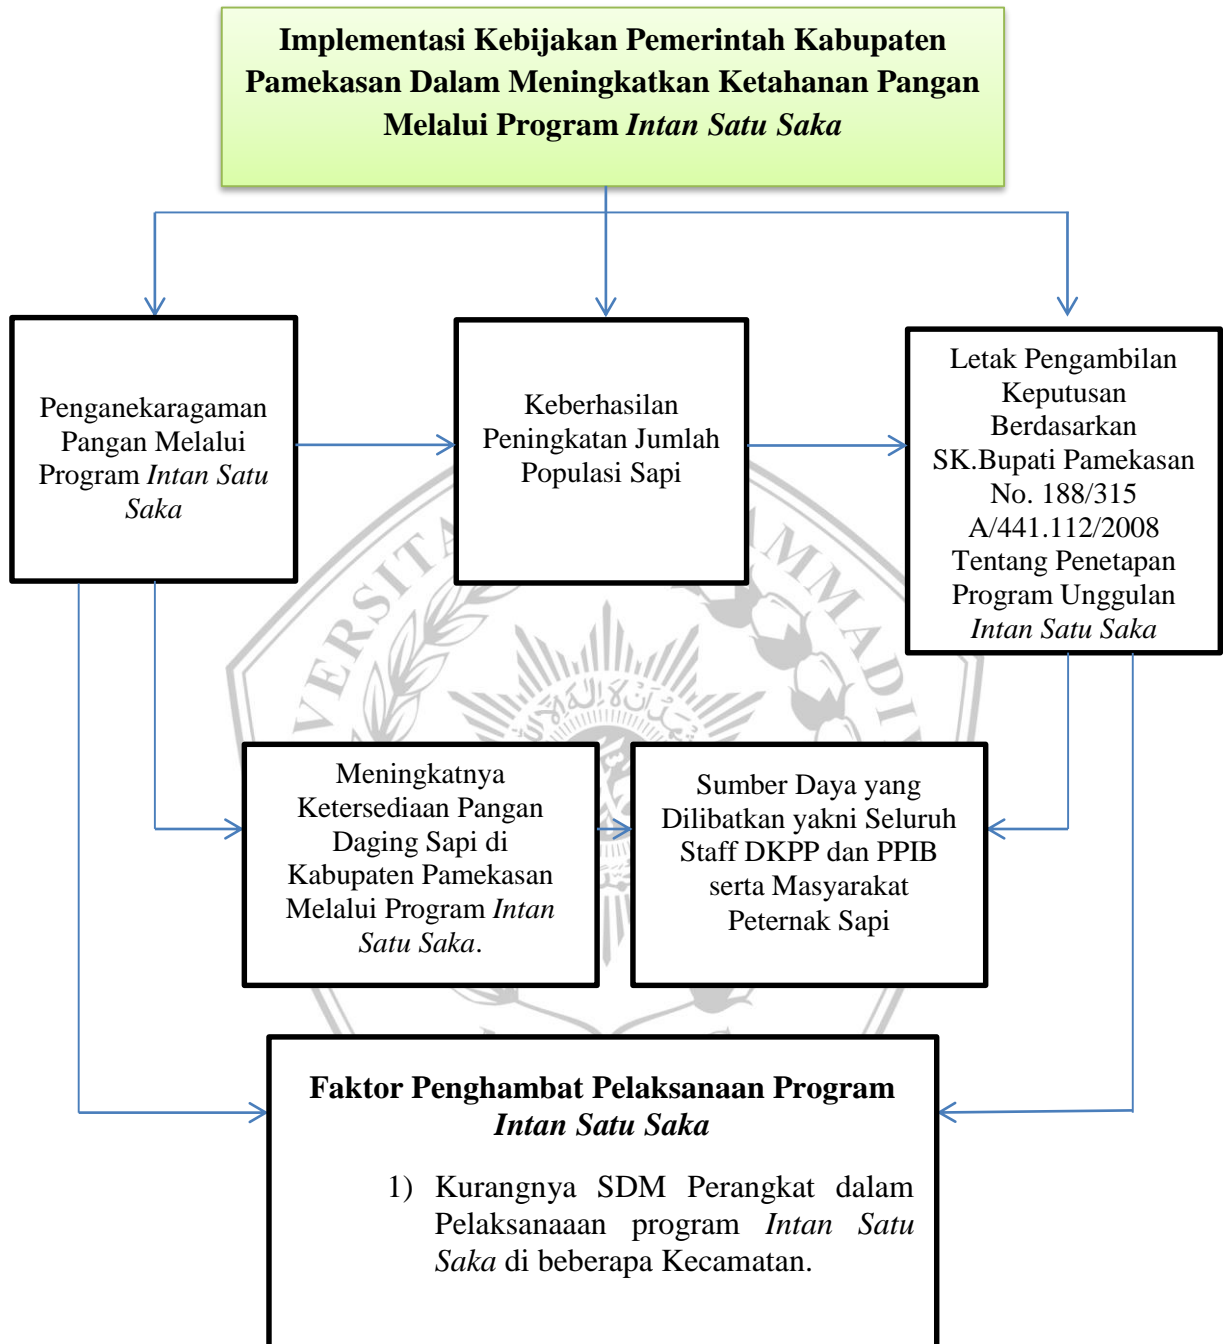 Implementasi Kebijakan Pemerintah Kabupaten
Pamekasan Dalam Meningkatkan Ketahanan Pangan
Melalui Program Intan Satu Saka
Penganekaragaman
Pangan Melalui
Program Intan Satu
Saka
Keberhasilan
Peningkatan Jumlah
Populasi Sapi
Letak Pengambilan
Keputusan
Berdasarkan
SK.Bupati Pamekasan
No. 188/315
A/441.112/2008
Tentang Penetapan
Program Unggulan
Intan Satu Saka
Meningkatnya
Ketersediaan Pangan
Daging Sapi di
Kabupaten Pamekasan
Melalui Program Intan
Satu Saka.
Sumber Daya yang
Dilibatkan yakni Seluruh
Staff DKPP dan PPIB
serta Masyarakat
Peternak Sapi
Faktor Penghambat Pelaksanaan Program
Intan Satu Saka
1) Kurangnya SDM Perangkat dalam
Pelaksanaaan program Intan Satu
Saka di beberapa Kecamatan.